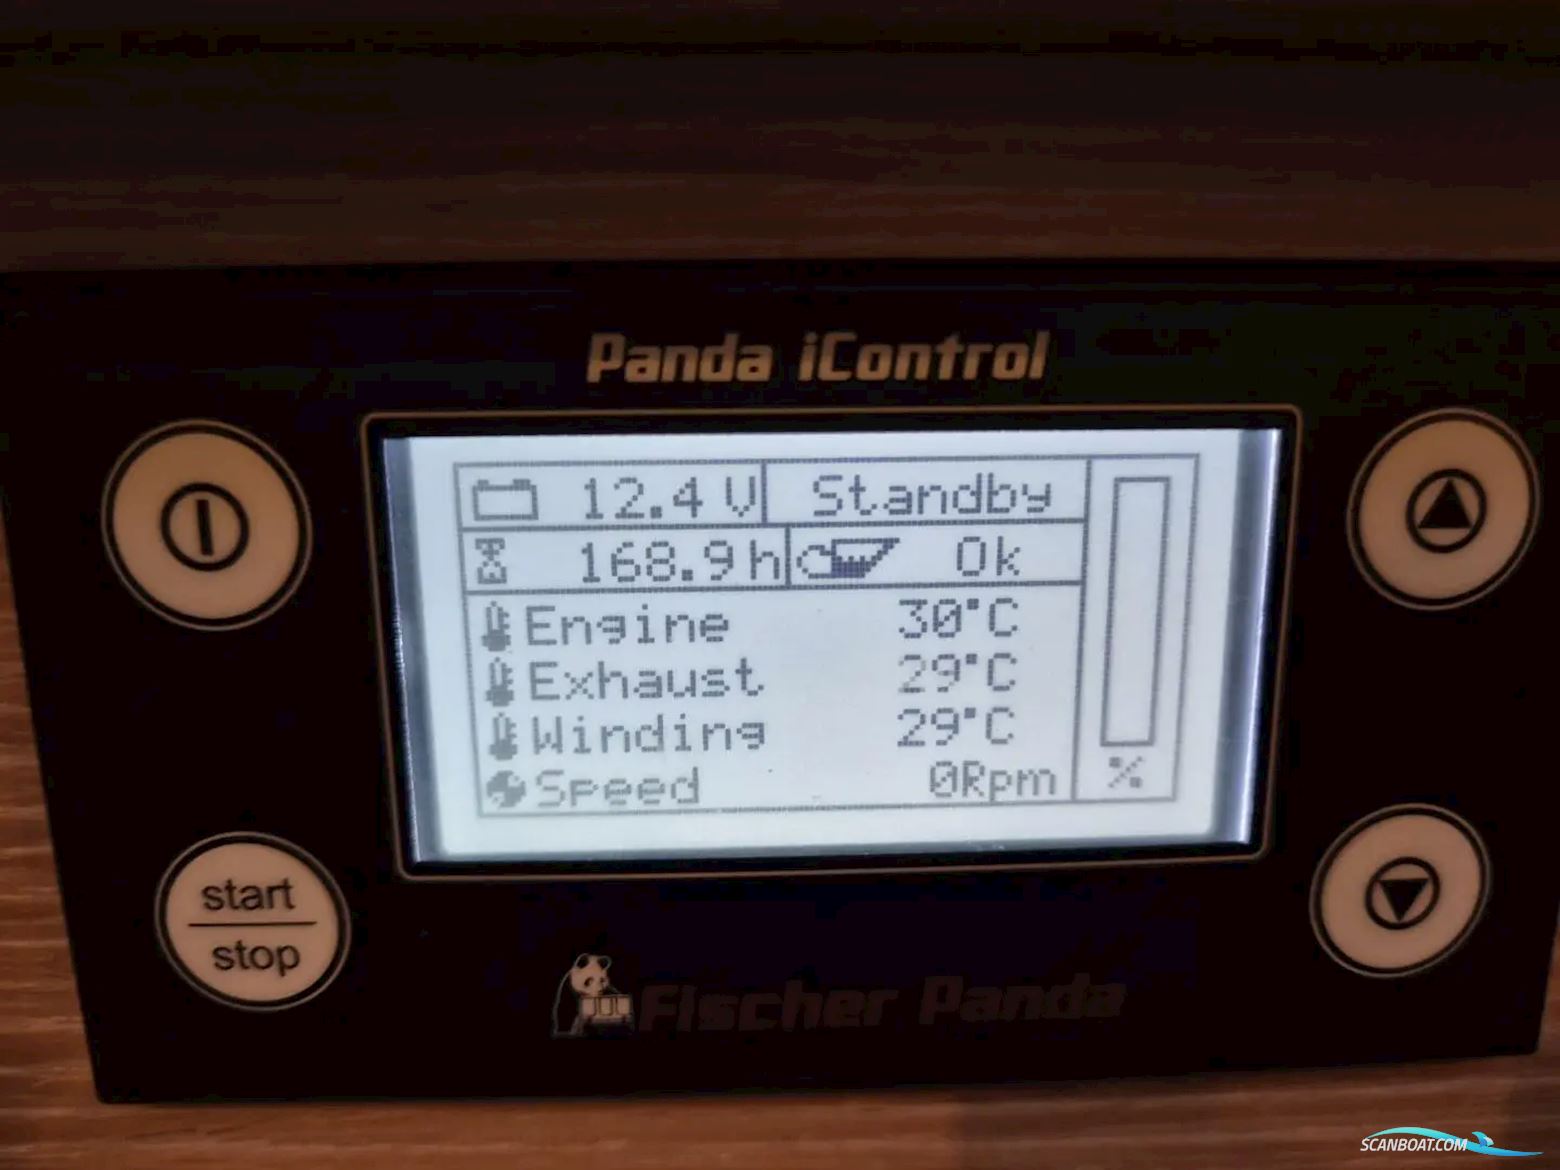 Panda iControl
12.4 V Standby
168.9 h Ok
Engine 30°C
Exhaust 29°C
Winding 29°C
Speed 0Rpm
%
start
stop
Fischer Panda
SCANBOAT.COM